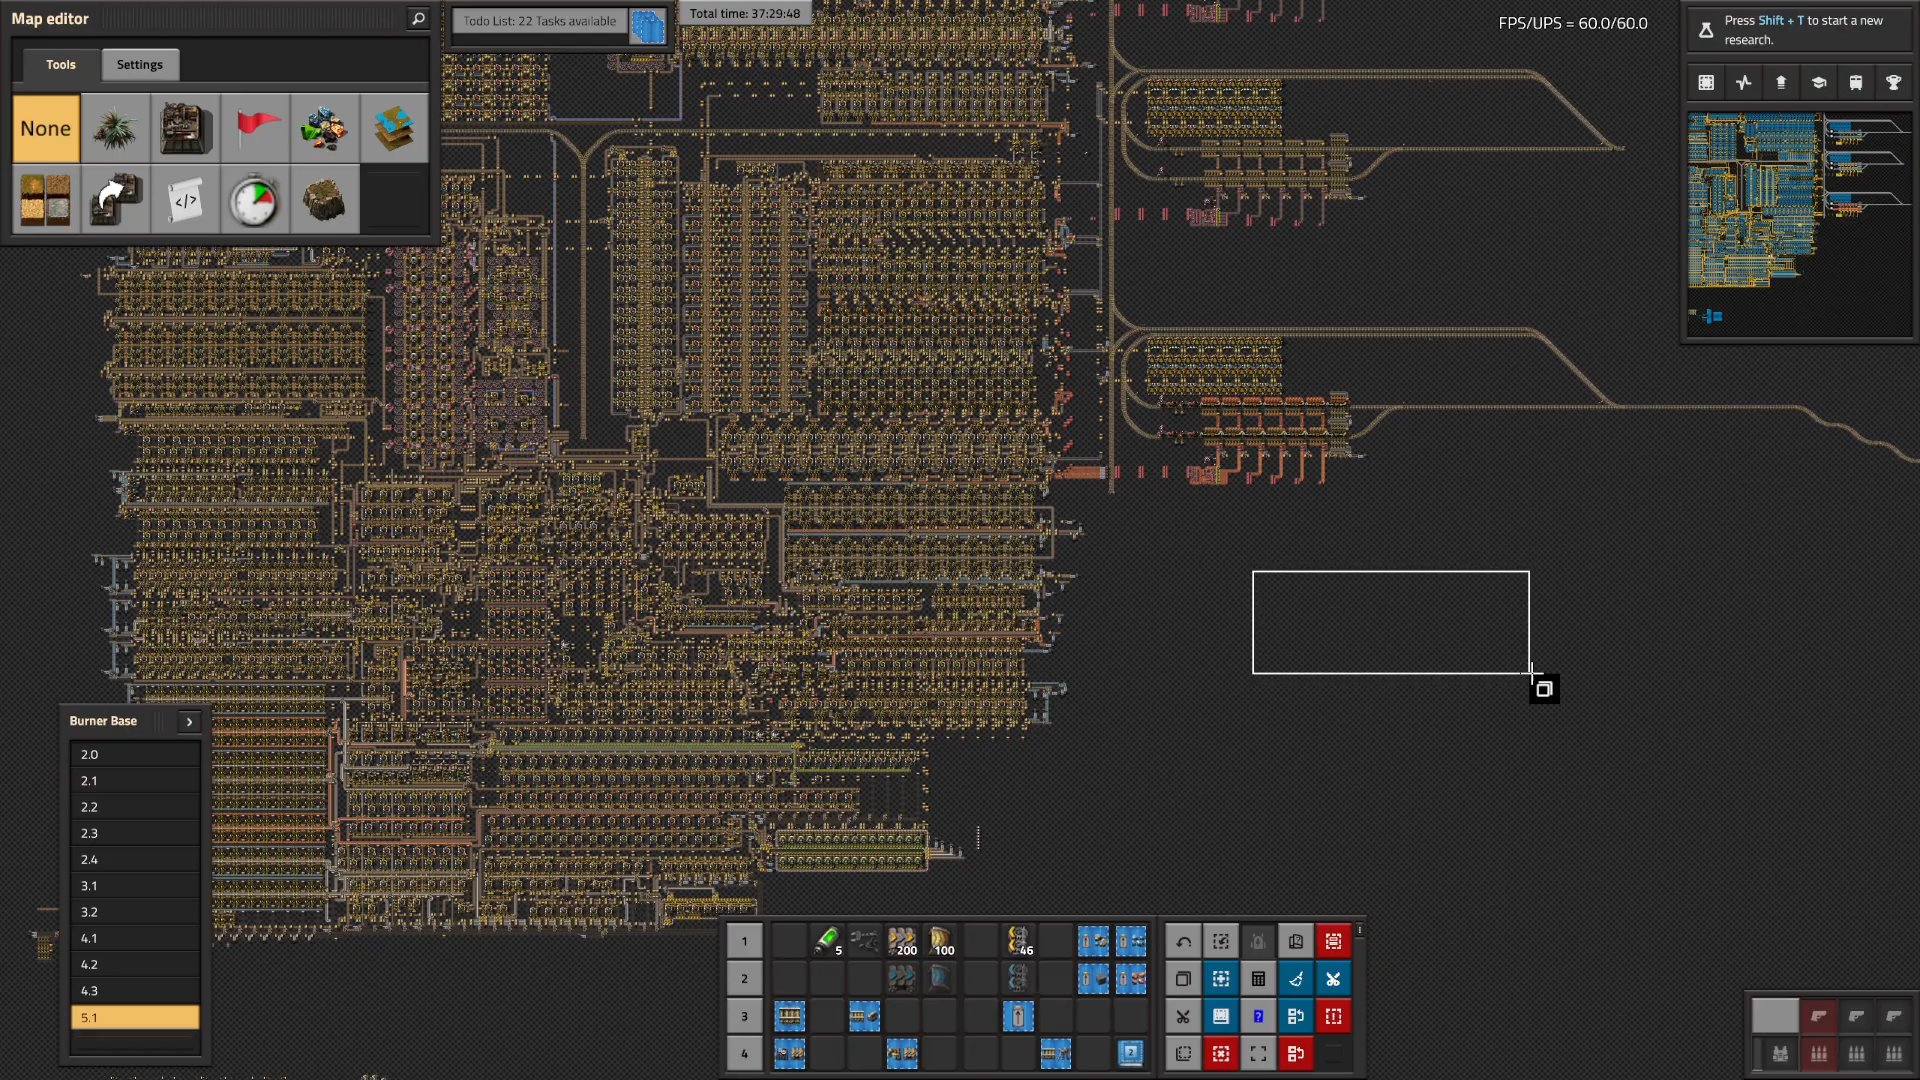 Map editor
Todo List: 22 Tasks available
Total time: 37:29:48
FPS/UPS = 60.0/60.0
Press Shift + T to start a new
research.
Tools
Settings
None
</>
Burner Base
2.0
2.1
2.2
2.3
2.4
3.1
3.2
4.1
4.2
4.3
5.1
1
5
200
100
46
2
3
?
4
2